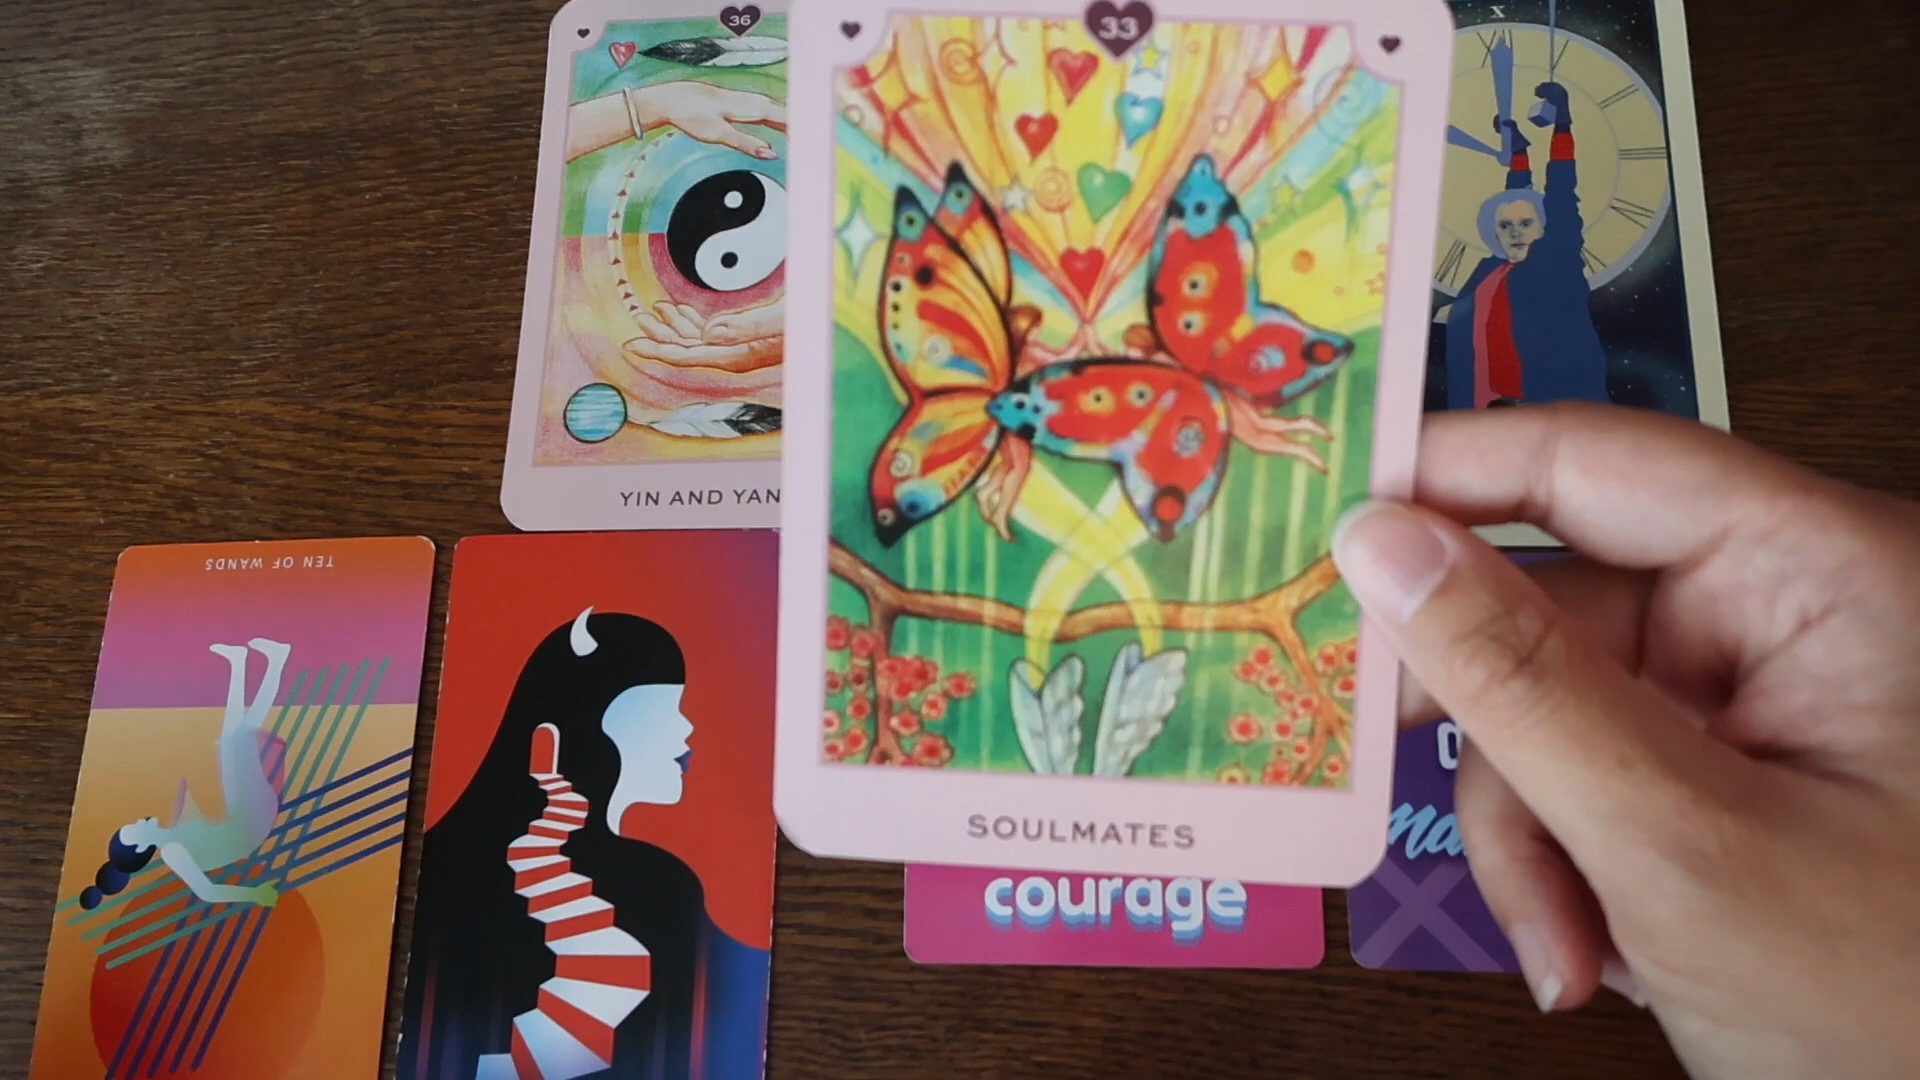 36
33
X
YIN AND YAN
TEN OF WANDS
SOULMATES
courage